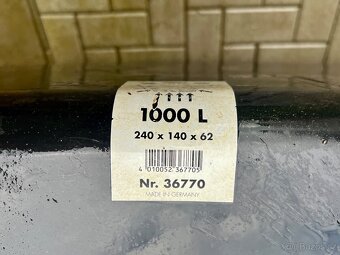 1000 L
240 x 140 x 62
4 010052 367705
Nr. 36770
MADE IN GERMANY